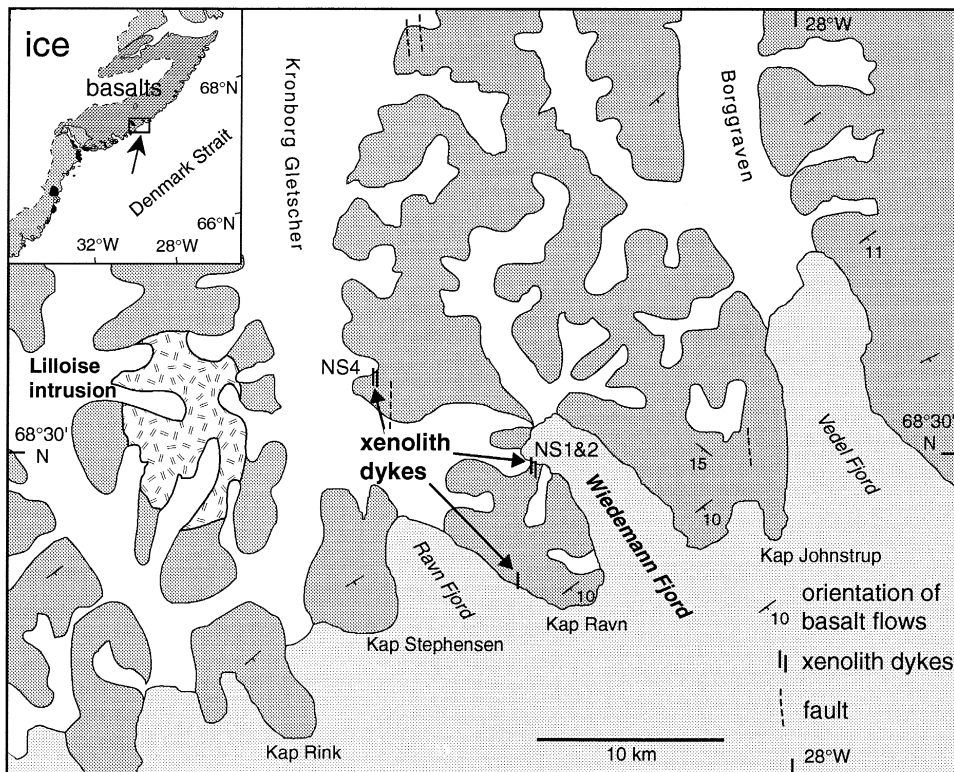 ice
basalts
68°N
Denmark Strait
66°N
32°W
28°W
Kronborg Gletscher
28°W
Borggraven
11
Lilloise
intrusion
NS4
68°30'
N
xenolith
dykes
NS1&2
15
10
Wiedemann Fjord
Vedel Fjord
68°30'
N
Ravn Fjord
10
Kap Johnstrup
Kap Ravn
Kap Stephensen
Kap Rink
orientation of
10 basalt flows
xenolith dykes
fault
10 km
28°W